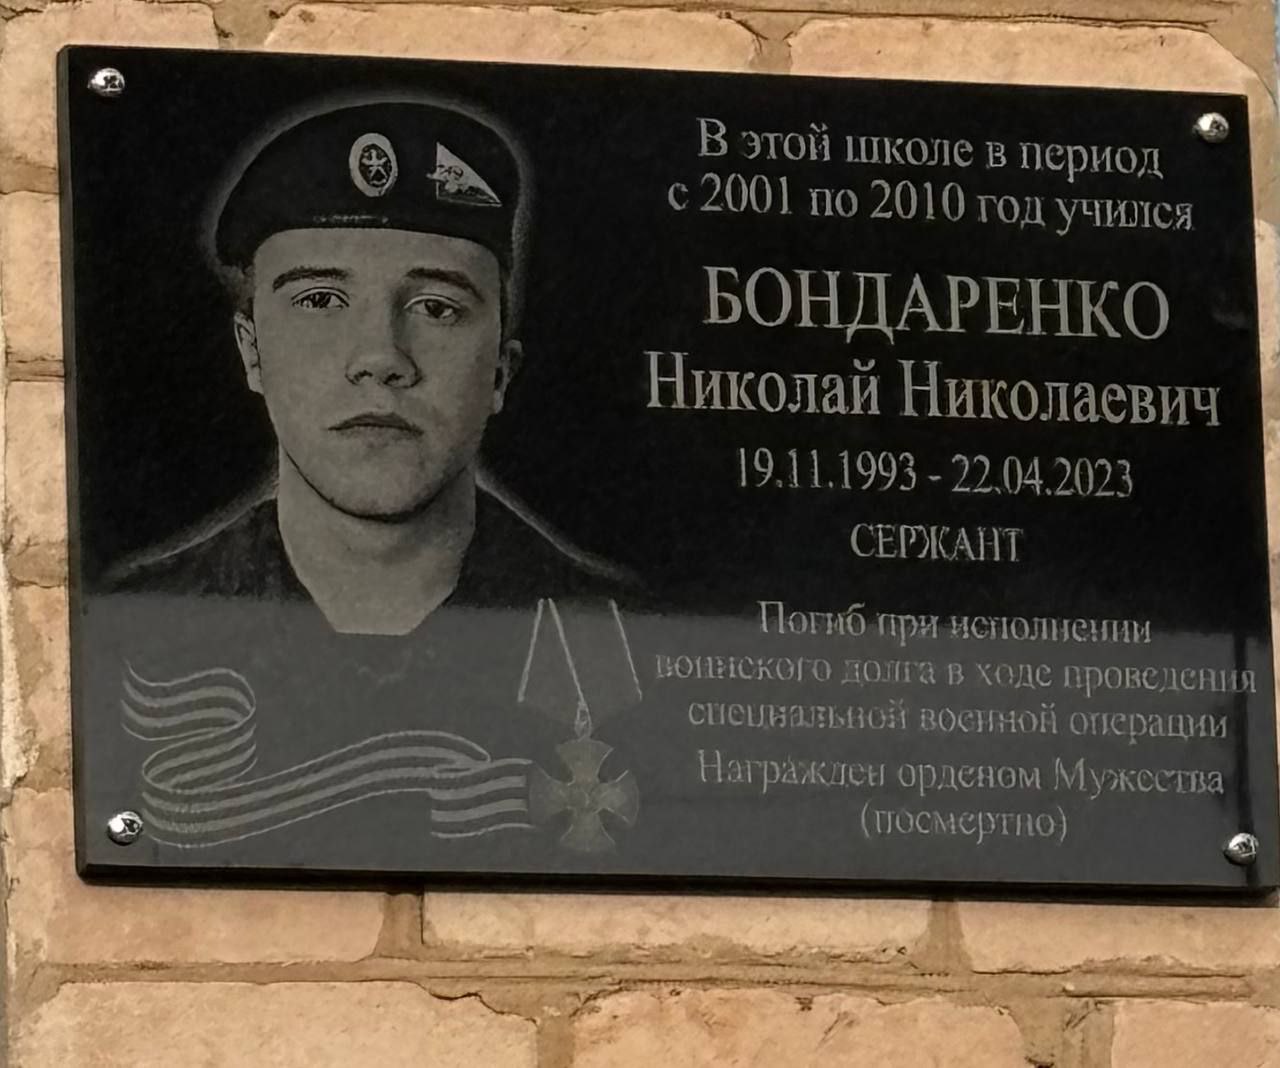 В этой школе в период
с 2001 по 2010 год учился
БОНДАРЕНКО
Николай Николаевич
19.11.1993 - 22.04.2023
СЕРЖАНТ
Погиб при исполнении
воинского долга в ходе проведения
специальной военной операции
Награжден орденом Мужества
(посмертно)